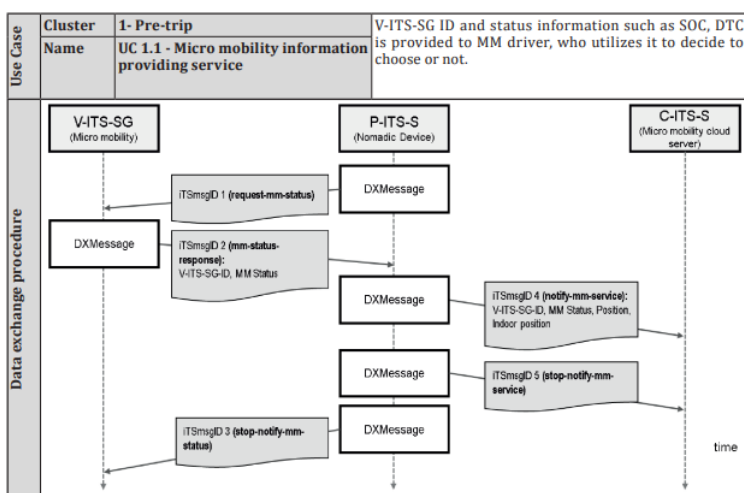 Use Case
Cluster
1- Pre-trip
Name
UC 1.1 - Micro mobility information
providing service
V-ITS-SG ID and status information such as SOC, DTC
is provided to MM driver, who utilizes it to decide to
choose or not.
Data exchange procedure
V-ITS-SG
(Micro mobility)
P-ITS-S
(Nomadic Device)
C-ITS-S
(Micro mobility cloud
server)
DXMessage
iTSmsgID 1 (request-mm-status)
DXMessage
iTSmsgID 2 (mm-status-
response):
V-ITS-SG-ID, MM Status
DXMessage
iTSmsgID 4 (notify-mm-service):
V-ITS-SG-ID, MM Status, Position,
Indoor position
DXMessage
iTSmsgID 5 (stop-notify-mm-
service)
DXMessage
iTSmsgID 3 (stop-notify-mm-
status)
time